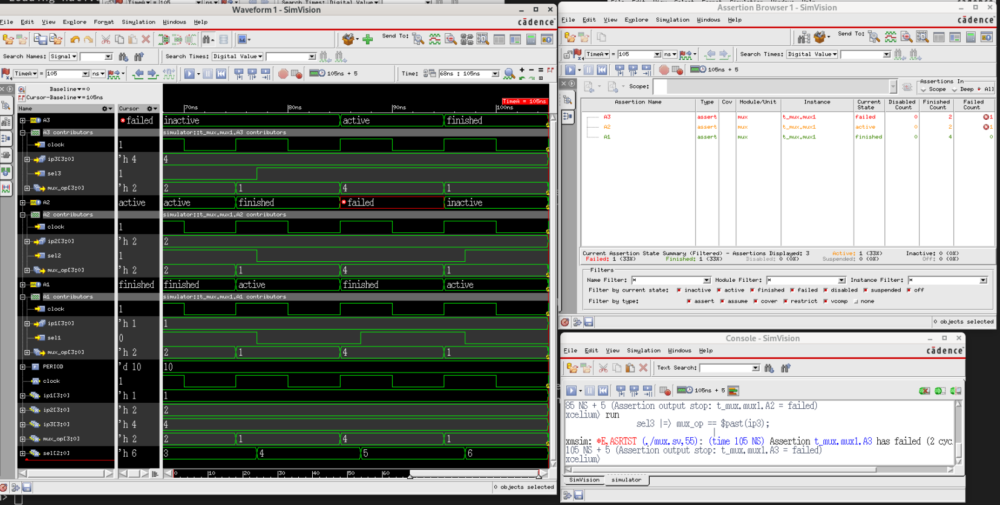 Waveform 1 - SimVision
File Edit View Explore Format Simulation Windows Help
cādence
Send To:
Search Names: Signal
Search Times: Digital Value
TimeA = 105 ns
105ns + 5
Time: 68ns : 105ns
Baseline = 0
Cursor-Baseline = 105ns
TimeA = 105ns
Name Cursor
70ns 80ns 90ns 100ns
A3 failed inactive active finished
A3 contributors simulator::t_mux.mux1.A3 contributors
clock 1
ip3[3:0] 'h 4 4
sel3 1
mux_op[3:0] 'h 2 2 1 4 1
A2 active active finished failed inactive
A2 contributors simulator::t_mux.mux1.A2 contributors
clock 1
ip2[3:0] 'h 2 2
sel2 1
mux_op[3:0] 'h 2 2 1 4 1
A1 finished finished active finished active
A1 contributors simulator::t_mux.mux1.A1 contributors
clock 1
ip1[3:0] 'h 1 1
sel1 0
mux_op[3:0] 'h 2 2 1 4 1
PERIOD 'd 10 10
clock 1
ip1[3:0] 'h 1 1
ip2[3:0] 'h 2 2
ip3[3:0] 'h 4 4
mux_op[3:0] 'h 2 2 1 4 1
sel[2:0] 'h 6 3 4 5 6
0 10 20 30 40 50 60
0 objects selected
Assertion Browser 1 - SimVision
File Edit View Explore Simulation Windows Help
cādence
Send To:
TimeA = 105 ns
Search Times: Digital Value
105ns + 5
Scope:
Assertions In
Scope Deep All
Assertion Name Type Cov Module/Unit Instance Current State Disabled Count Finished Count Failed Count
A3 assert mux t_mux.mux1 failed 0 2 1
A2 assert mux t_mux.mux1 active 0 2 1
A1 assert mux t_mux.mux1 finished 0 4 0
Current Assertion State Summary (Filtered) - Assertions Displayed: 3 Active: 1 (33%) Inactive: 0 (0%)
Failed: 1 (33%) Finished: 1 (33%) Disabled: 0 (0%) Suspended: 0 (0%) Off: 0 (0%)
Filters
Name Filter: * Module Filter: * Instance Filter: *
Filter by current state: inactive active finished failed disabled suspended off
Filter by type: assert assume cover restrict vcomp none
0 objects selected
Console - SimVision
File Edit View Simulation Windows Help
cādence
Text Search:
105ns + 5
85 NS + 5 (Assertion output stop: t_mux.mux1.A2 = failed)
xcelium> run
sel3 |=> mux_op == $past(ip3);
|
xmsim: *E,ASRTST (./mux.sv,55): (time 105 NS) Assertion t_mux.mux1.A3 has failed (2 cyc
105 NS + 5 (Assertion output stop: t_mux.mux1.A3 = failed)
xcelium>
SimVision simulator